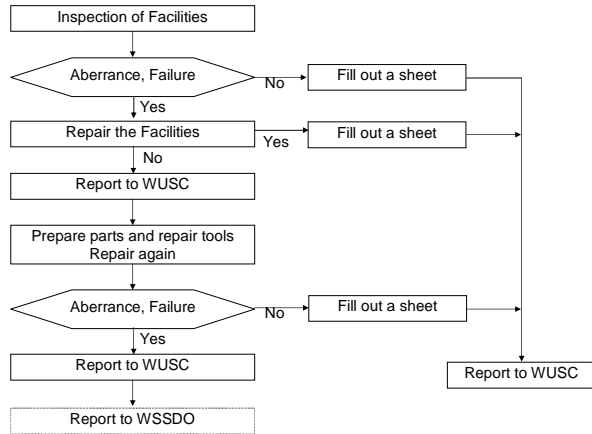 Inspection of Facilities
Aberrance, Failure
No
Fill out a sheet
Yes
Repair the Facilities
Yes
Fill out a sheet
No
Report to WUSC
Prepare parts and repair tools
Repair again
Aberrance, Failure
No
Fill out a sheet
Yes
Report to WUSC
Report to WUSC
Report to WSSDO